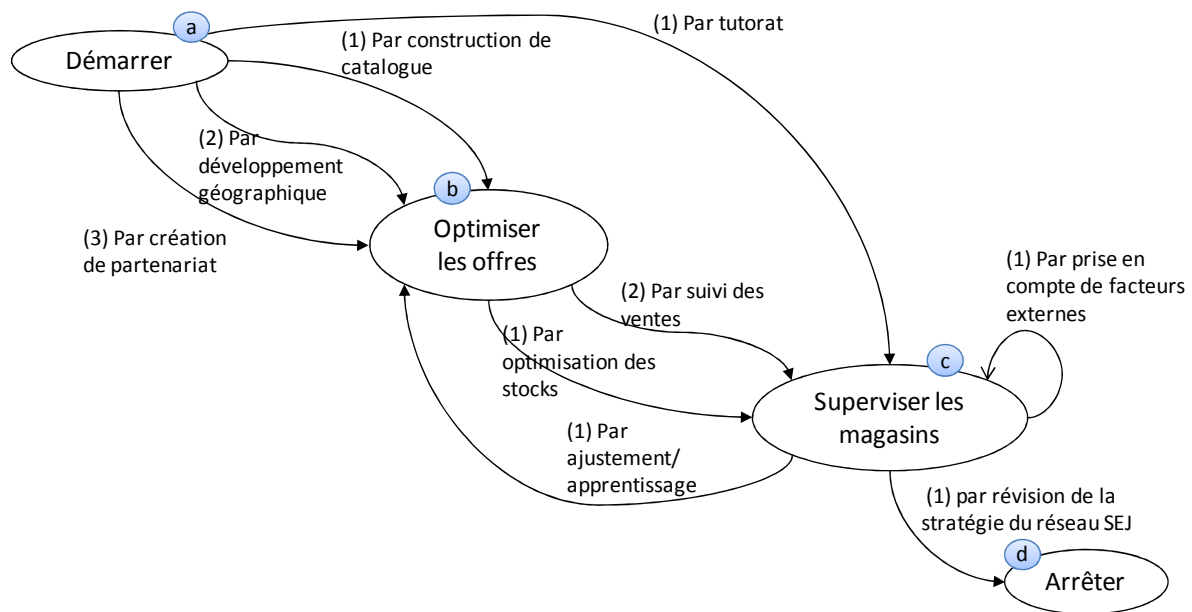 a
Démarrer
(1) Par construction de
catalogue
(1) Par tutorat
(2) Par
développement
géographique
(3) Par création
de partenariat
b
Optimiser
les offres
(2) Par suivi des
ventes
(1) Par
optimisation des
stocks
(1) Par prise en
compte de facteurs
externes
c
Superviser les
magasins
(1) Par
ajustement/
apprentissage
(1) par révision de la
stratégie du réseau SEJ
d
Arrêter